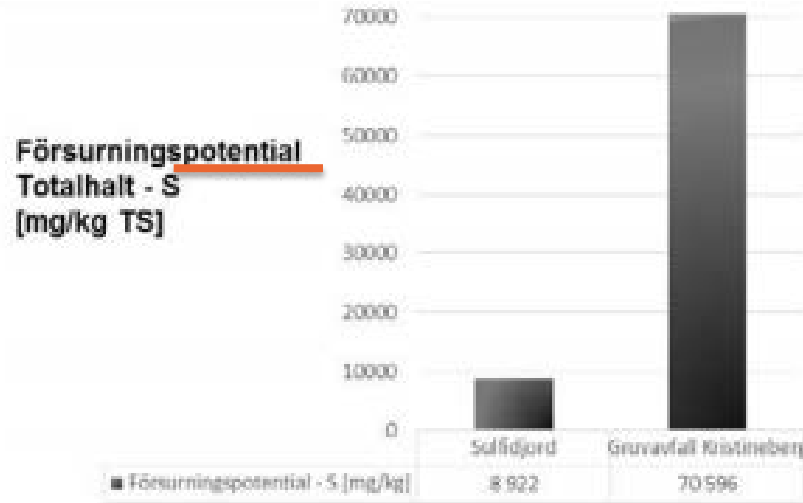 Försurningspotential
Totalhalt - S
[mg/kg TS]
70000
60000
50000
40000
30000
20000
10000
0
Sulfidjord Gruvavfall Kristineberg
Försurningspotential - S [mg/kg] 8 922 70 596